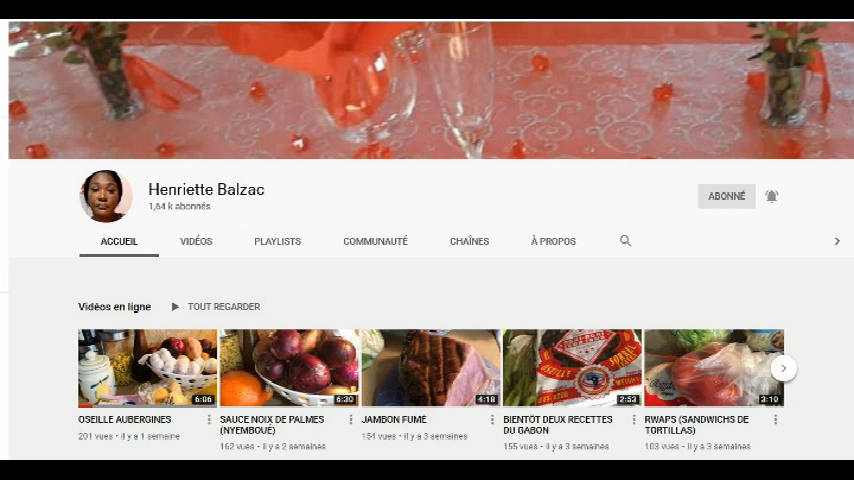 Henriette Balzac
1,64 k abonnés
ABONNÉ
ACCUEIL VIDÉOS PLAYLISTS COMMUNAUTÉ CHAÎNES À PROPOS
Vidéos en ligne TOUT REGARDER
6:06 6:30 4:18 2:53 3:10
OSEILLE AUBERGINES
201 vues • il y a 1 semaine
SAUCE NOIX DE PALMES
(NYEMBOUÉ)
162 vues • il y a 2 semaines
JAMBON FUMÉ
154 vues • il y a 3 semaines
BIENTÔT DEUX RECETTES
DU GABON
155 vues • il y a 3 semaines
RWAPS (SANDWICHS DE
TORTILLAS)
103 vues • il y a 3 semaines